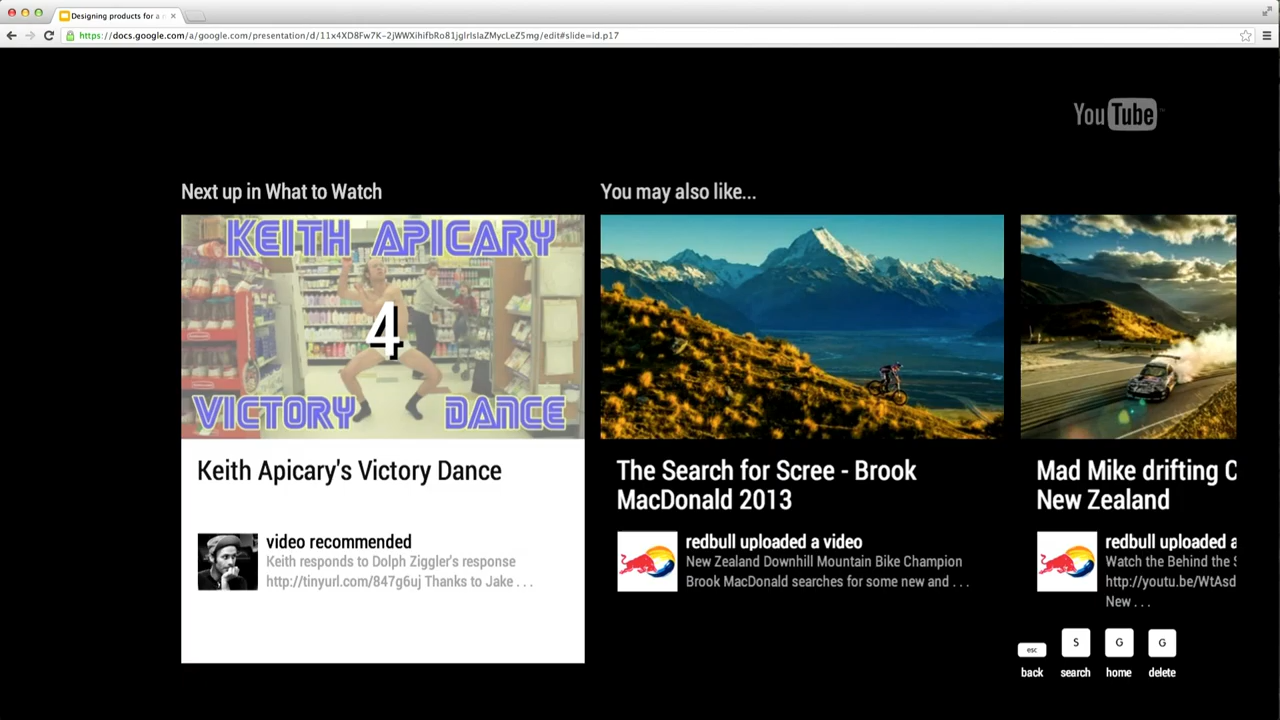 Designing products for a
https://docs.google.com/a/google.com/presentation/d/11x4XD8Fw7K-2jWWXihifbRo81jglrlslaZMycLeZ5mg/edit#slide=id.p17
YouTube
Next up in What to Watch
You may also like...
KEITH APICARY
4
VICTORY DANCE
Keith Apicary's Victory Dance
video recommended
Keith responds to Dolph Ziggler's response
http://tinyurl.com/847g6uj Thanks to Jake . . .
The Search for Scree - Brook
MacDonald 2013
redbull uploaded a video
New Zealand Downhill Mountain Bike Champion
Brook MacDonald searches for some new and . . .
Mad Mike drifting C
New Zealand
redbull uploaded a
Watch the Behind the S
http://youtu.be/WtAsd
New . . .
esc
S
G
G
back
search
home
delete